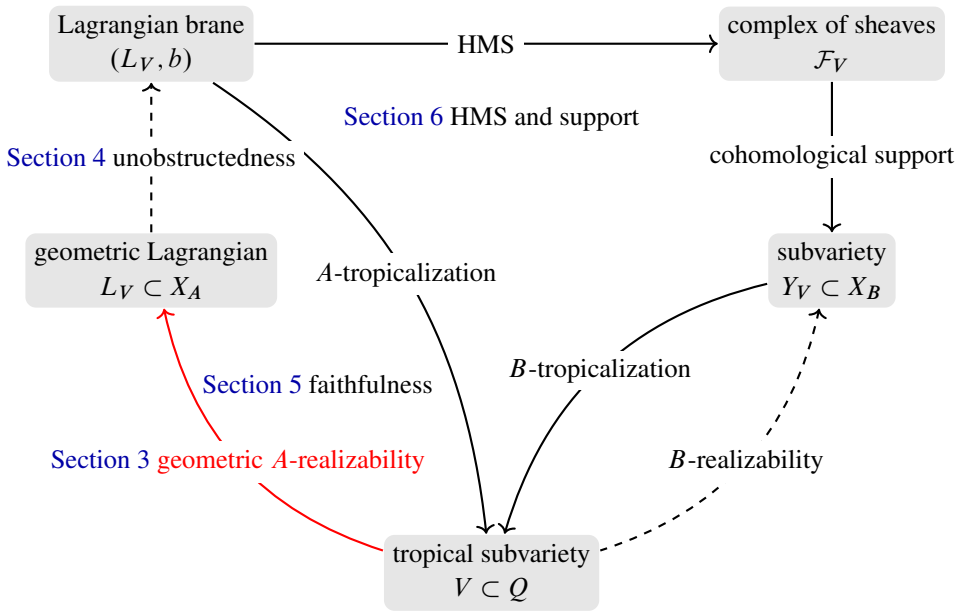 Lagrangian brane
(L_V, b)
HMS
complex of sheaves
ℱ_V
Section 6 HMS and support
Section 4 unobstructedness
cohomological support
geometric Lagrangian
L_V ⊂ X_A
A-tropicalization
subvariety
Y_V ⊂ X_B
B-tropicalization
Section 5 faithfulness
Section 3 geometric A-realizability
B-realizability
tropical subvariety
V ⊂ Q